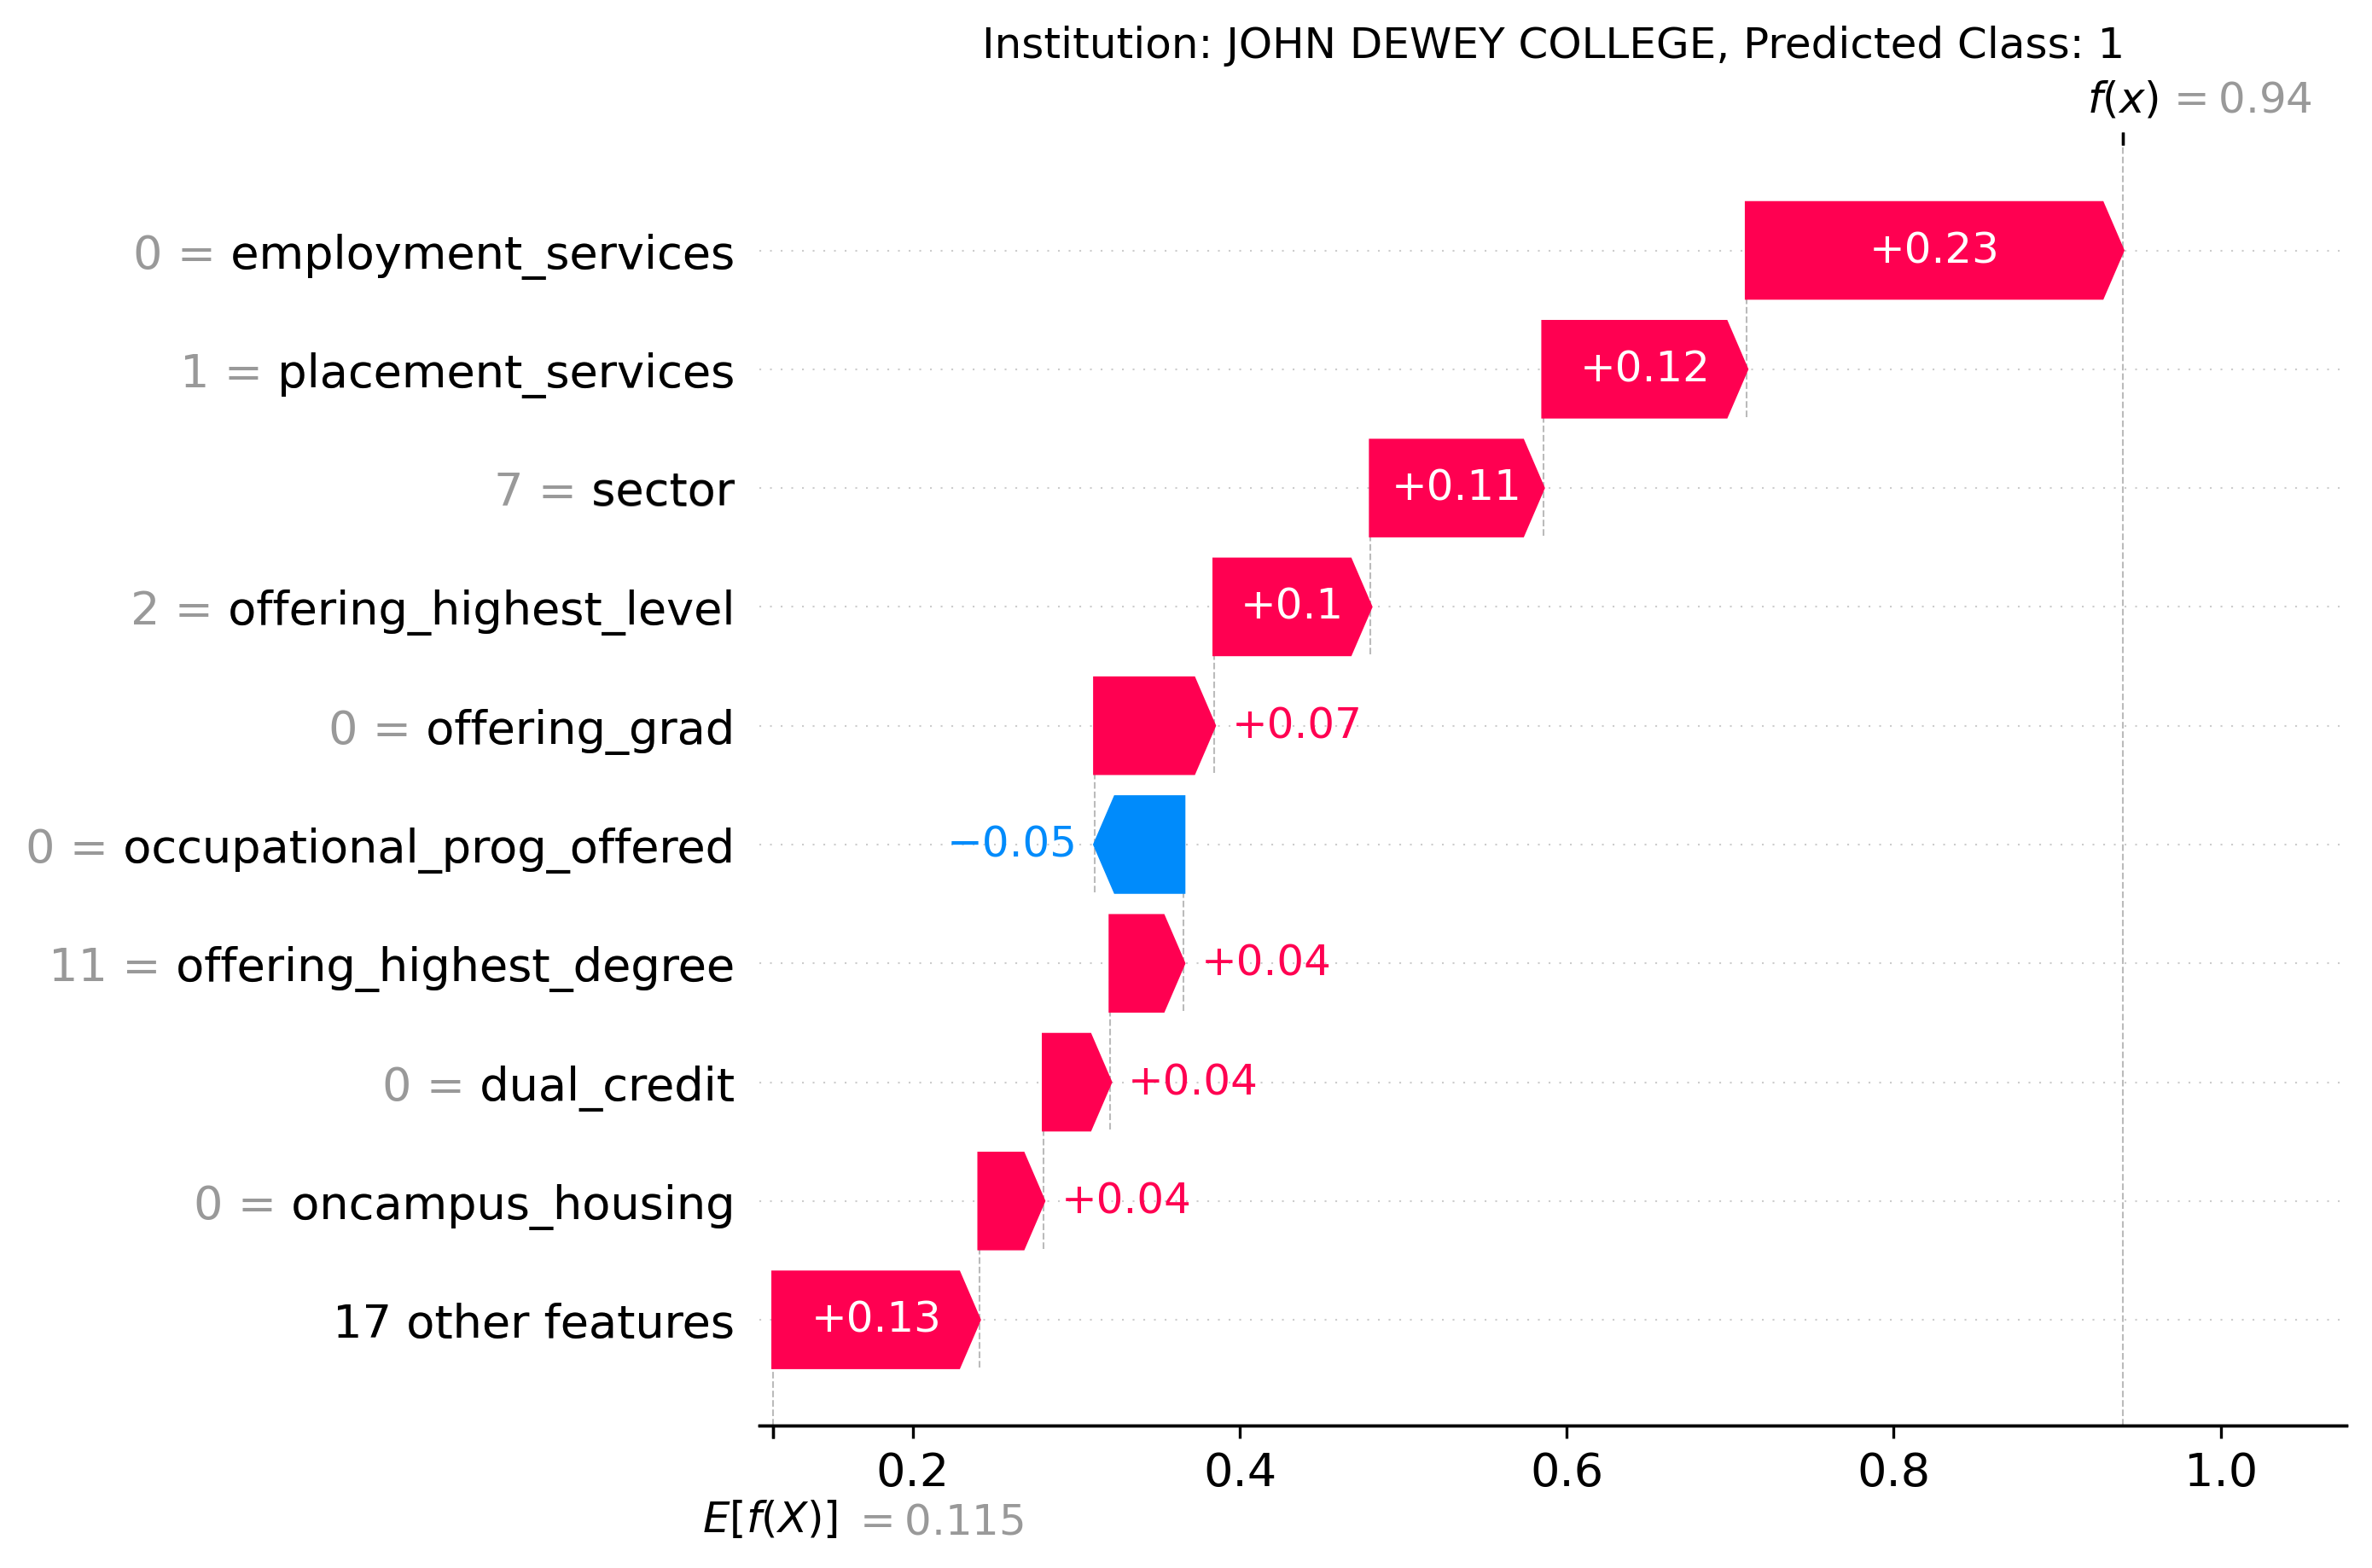 Institution: JOHN DEWEY COLLEGE, Predicted Class: 1
f(x) = 0.94
0 = employment_services +0.23
1 = placement_services +0.12
7 = sector +0.11
2 = offering_highest_level +0.1
0 = offering_grad +0.07
0 = occupational_prog_offered −0.05
11 = offering_highest_degree +0.04
0 = dual_credit +0.04
0 = oncampus_housing +0.04
17 other features +0.13
0.2 0.4 0.6 0.8 1.0
E[f(X)] = 0.115